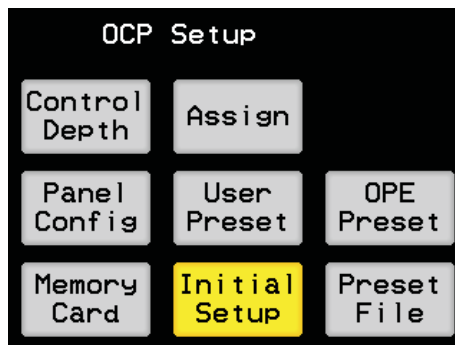 OCP Setup
Control
Depth
Assign
Panel
Config
User
Preset
OPE
Preset
Memory
Card
Initial
Setup
Preset
File